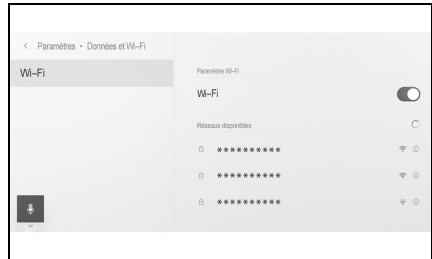 < Paramètres • Données et Wi-Fi
Wi-Fi
Paramètres Wi-Fi
Wi-Fi
Réseaux disponibles
**********
**********
**********